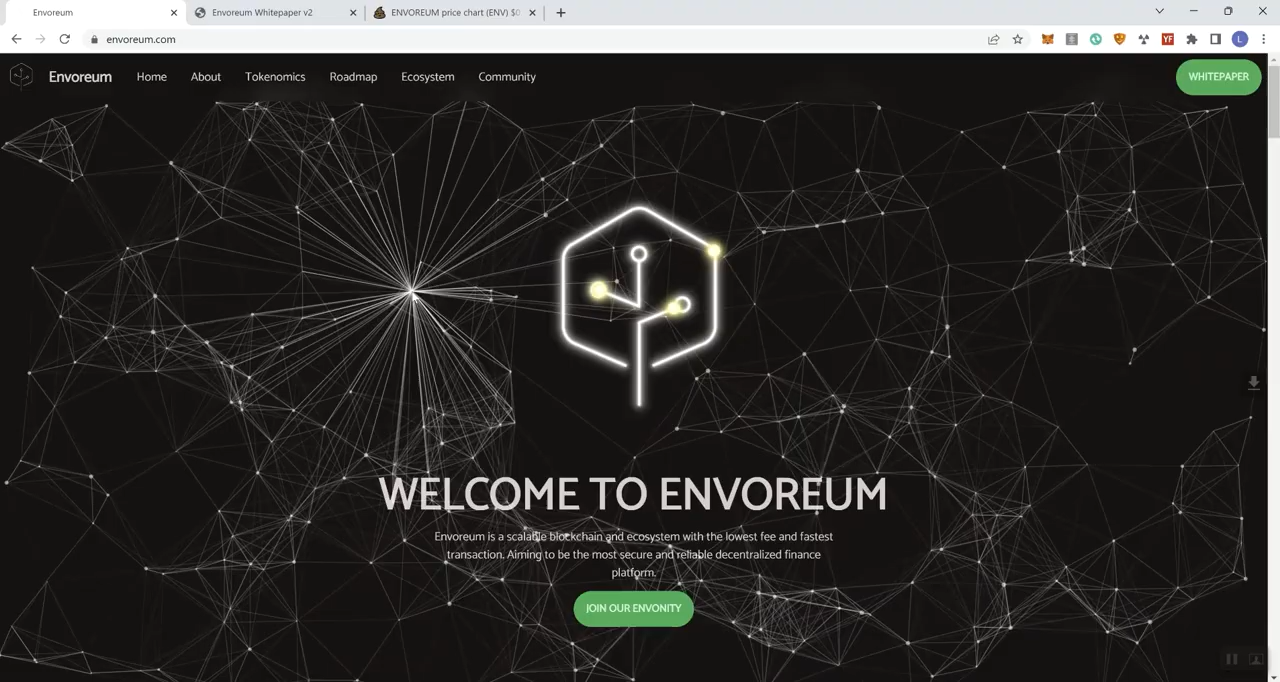 Envoreum
Envoreum Whitepaper v2
ENVOREUM price chart (ENV) $0
envoreum.com
YF
L
Envoreum
Home
About
Tokenomics
Roadmap
Ecosystem
Community
WHITEPAPER
WELCOME TO ENVOREUM
Envoreum is a scalable blockchain and ecosystem with the lowest fee and fastest
transaction. Aiming to be the most secure and reliable decentralized finance
platform.
JOIN OUR ENVONITY